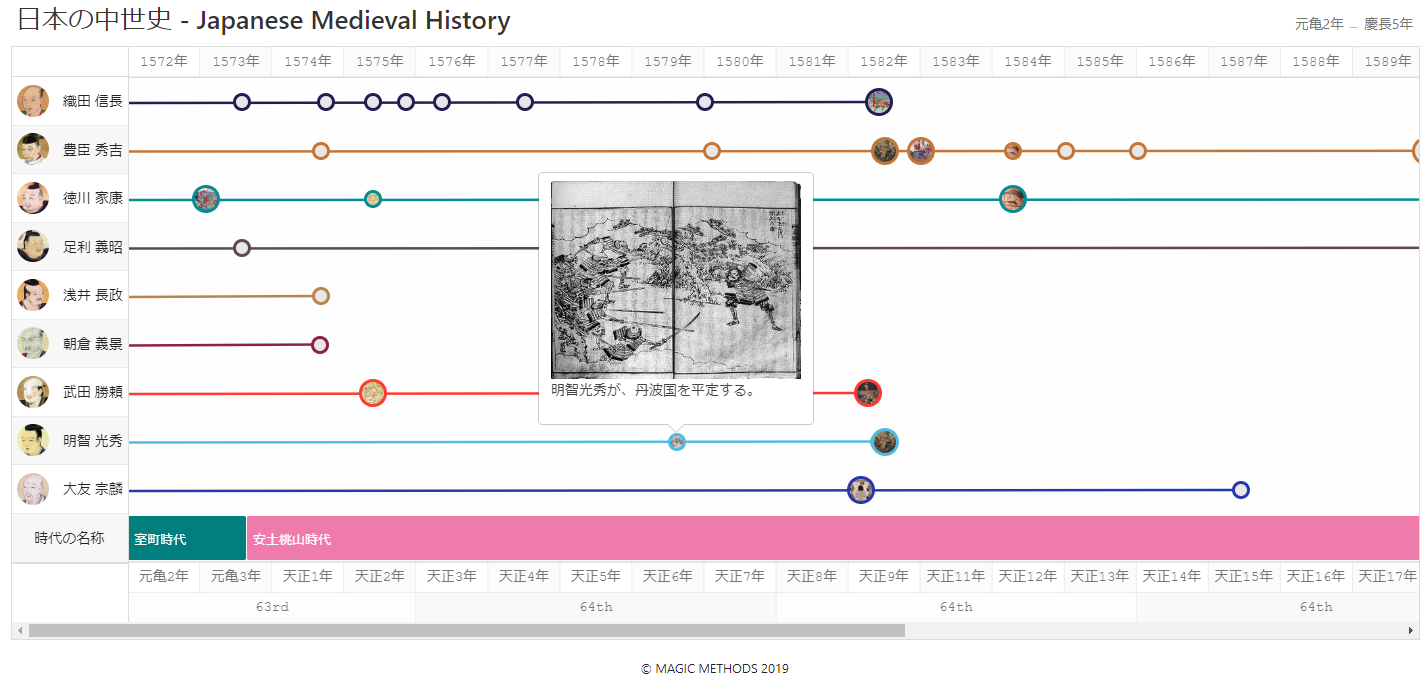 日本の中世史 - Japanese Medieval History
元亀2年 ― 慶長5年
1572年 1573年 1574年 1575年 1576年 1577年 1578年 1579年 1580年 1581年 1582年 1583年 1584年 1585年 1586年 1587年 1588年 1589年
織田 信長
豊臣 秀吉
徳川 家康
足利 義昭
浅井 長政
朝倉 義景
武田 勝頼
明智光秀が、丹波国を平定する。
明智 光秀
大友 宗麟
時代の名称 室町時代 安土桃山時代
元亀2年 元亀3年 天正1年 天正2年 天正3年 天正4年 天正5年 天正6年 天正7年 天正8年 天正9年 天正11年 天正12年 天正13年 天正14年 天正15年 天正16年 天正17年
63rd 64th 64th 64th
© MAGIC METHODS 2019